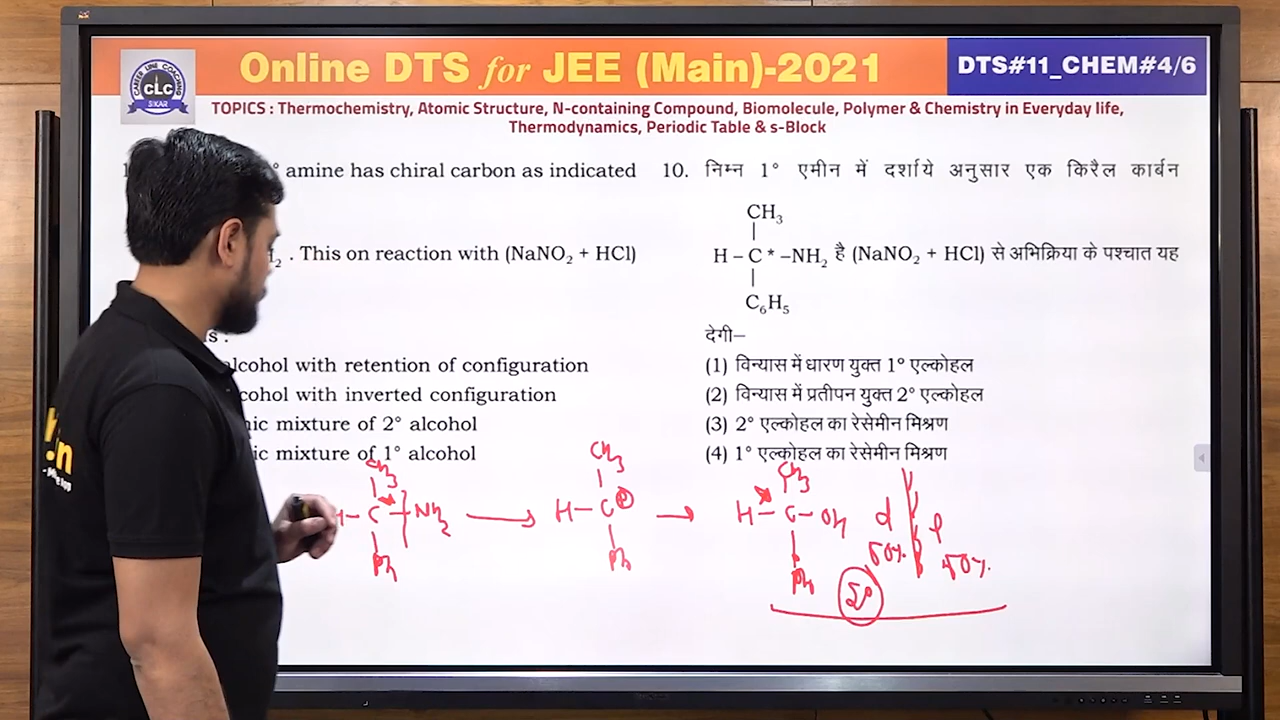 CAREER LINE COACHING
CLC
SIKAR
Online DTS for JEE (Main)-2021
DTS#11_CHEM#4/6
TOPICS : Thermochemistry, Atomic Structure, N-containing Compound, Biomolecule, Polymer & Chemistry in Everyday life,
Thermodynamics, Periodic Table & s-Block
amine has chiral carbon as indicated
. This on reaction with (NaNO₂ + HCl)
alcohol with retention of configuration
cohol with inverted configuration
ic mixture of 2° alcohol
ic mixture of 1° alcohol
10. निम्न 1° एमीन में दर्शाये अनुसार एक किरैल कार्बन
CH₃
H – C * –NH₂ है (NaNO₂ + HCl) से अभिक्रिया के पश्चात यह
C₆H₅
देगी–
(1) विन्यास में धारण युक्त 1° एल्कोहल
(2) विन्यास में प्रतीपन युक्त 2° एल्कोहल
(3) 2° एल्कोहल का रेसेमीन मिश्रण
(4) 1° एल्कोहल का रेसेमीन मिश्रण
CH₃ CH₃ CH₃
H – C – NH₂ → H – C⊕ → H – C – OH d l
Ph Ph Ph 50% 50%
2°